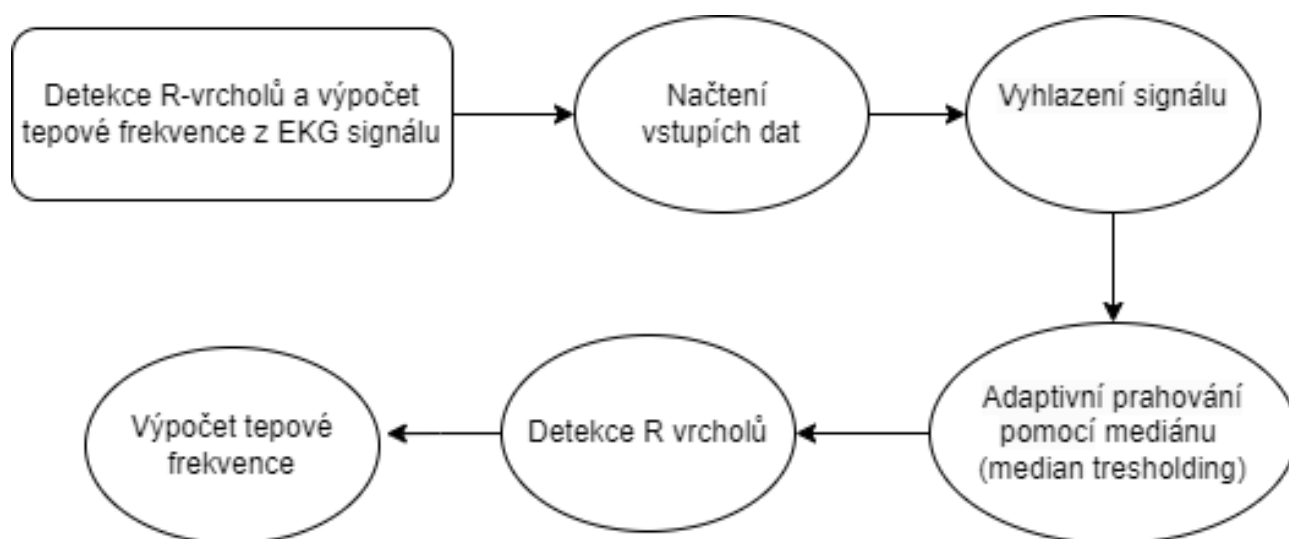 Detekce R-vrcholů a výpočet
tepové frekvence z EKG signálu
Načtení
vstupích dat
Vyhlazení signálu
Adaptivní prahování
pomocí mediánu
(median tresholding)
Detekce R vrcholů
Výpočet tepové
frekvence